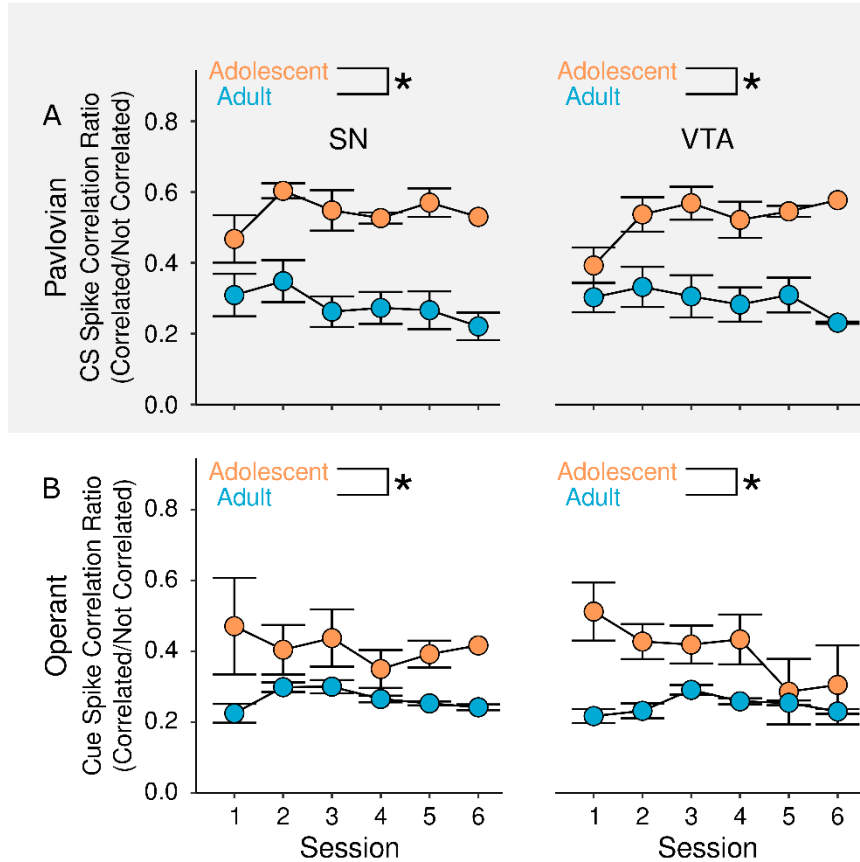 A
Pavlovian
CS Spike Correlation Ratio
(Correlated/Not Correlated)
Adolescent
Adult
*
SN
Adolescent
Adult
*
VTA
0.8
0.6
0.4
0.2
0.0
B
Operant
Cue Spike Correlation Ratio
(Correlated/Not Correlated)
Adolescent
Adult
*
Adolescent
Adult
*
0.8
0.6
0.4
0.2
0.0
1 2 3 4 5 6
Session
1 2 3 4 5 6
Session